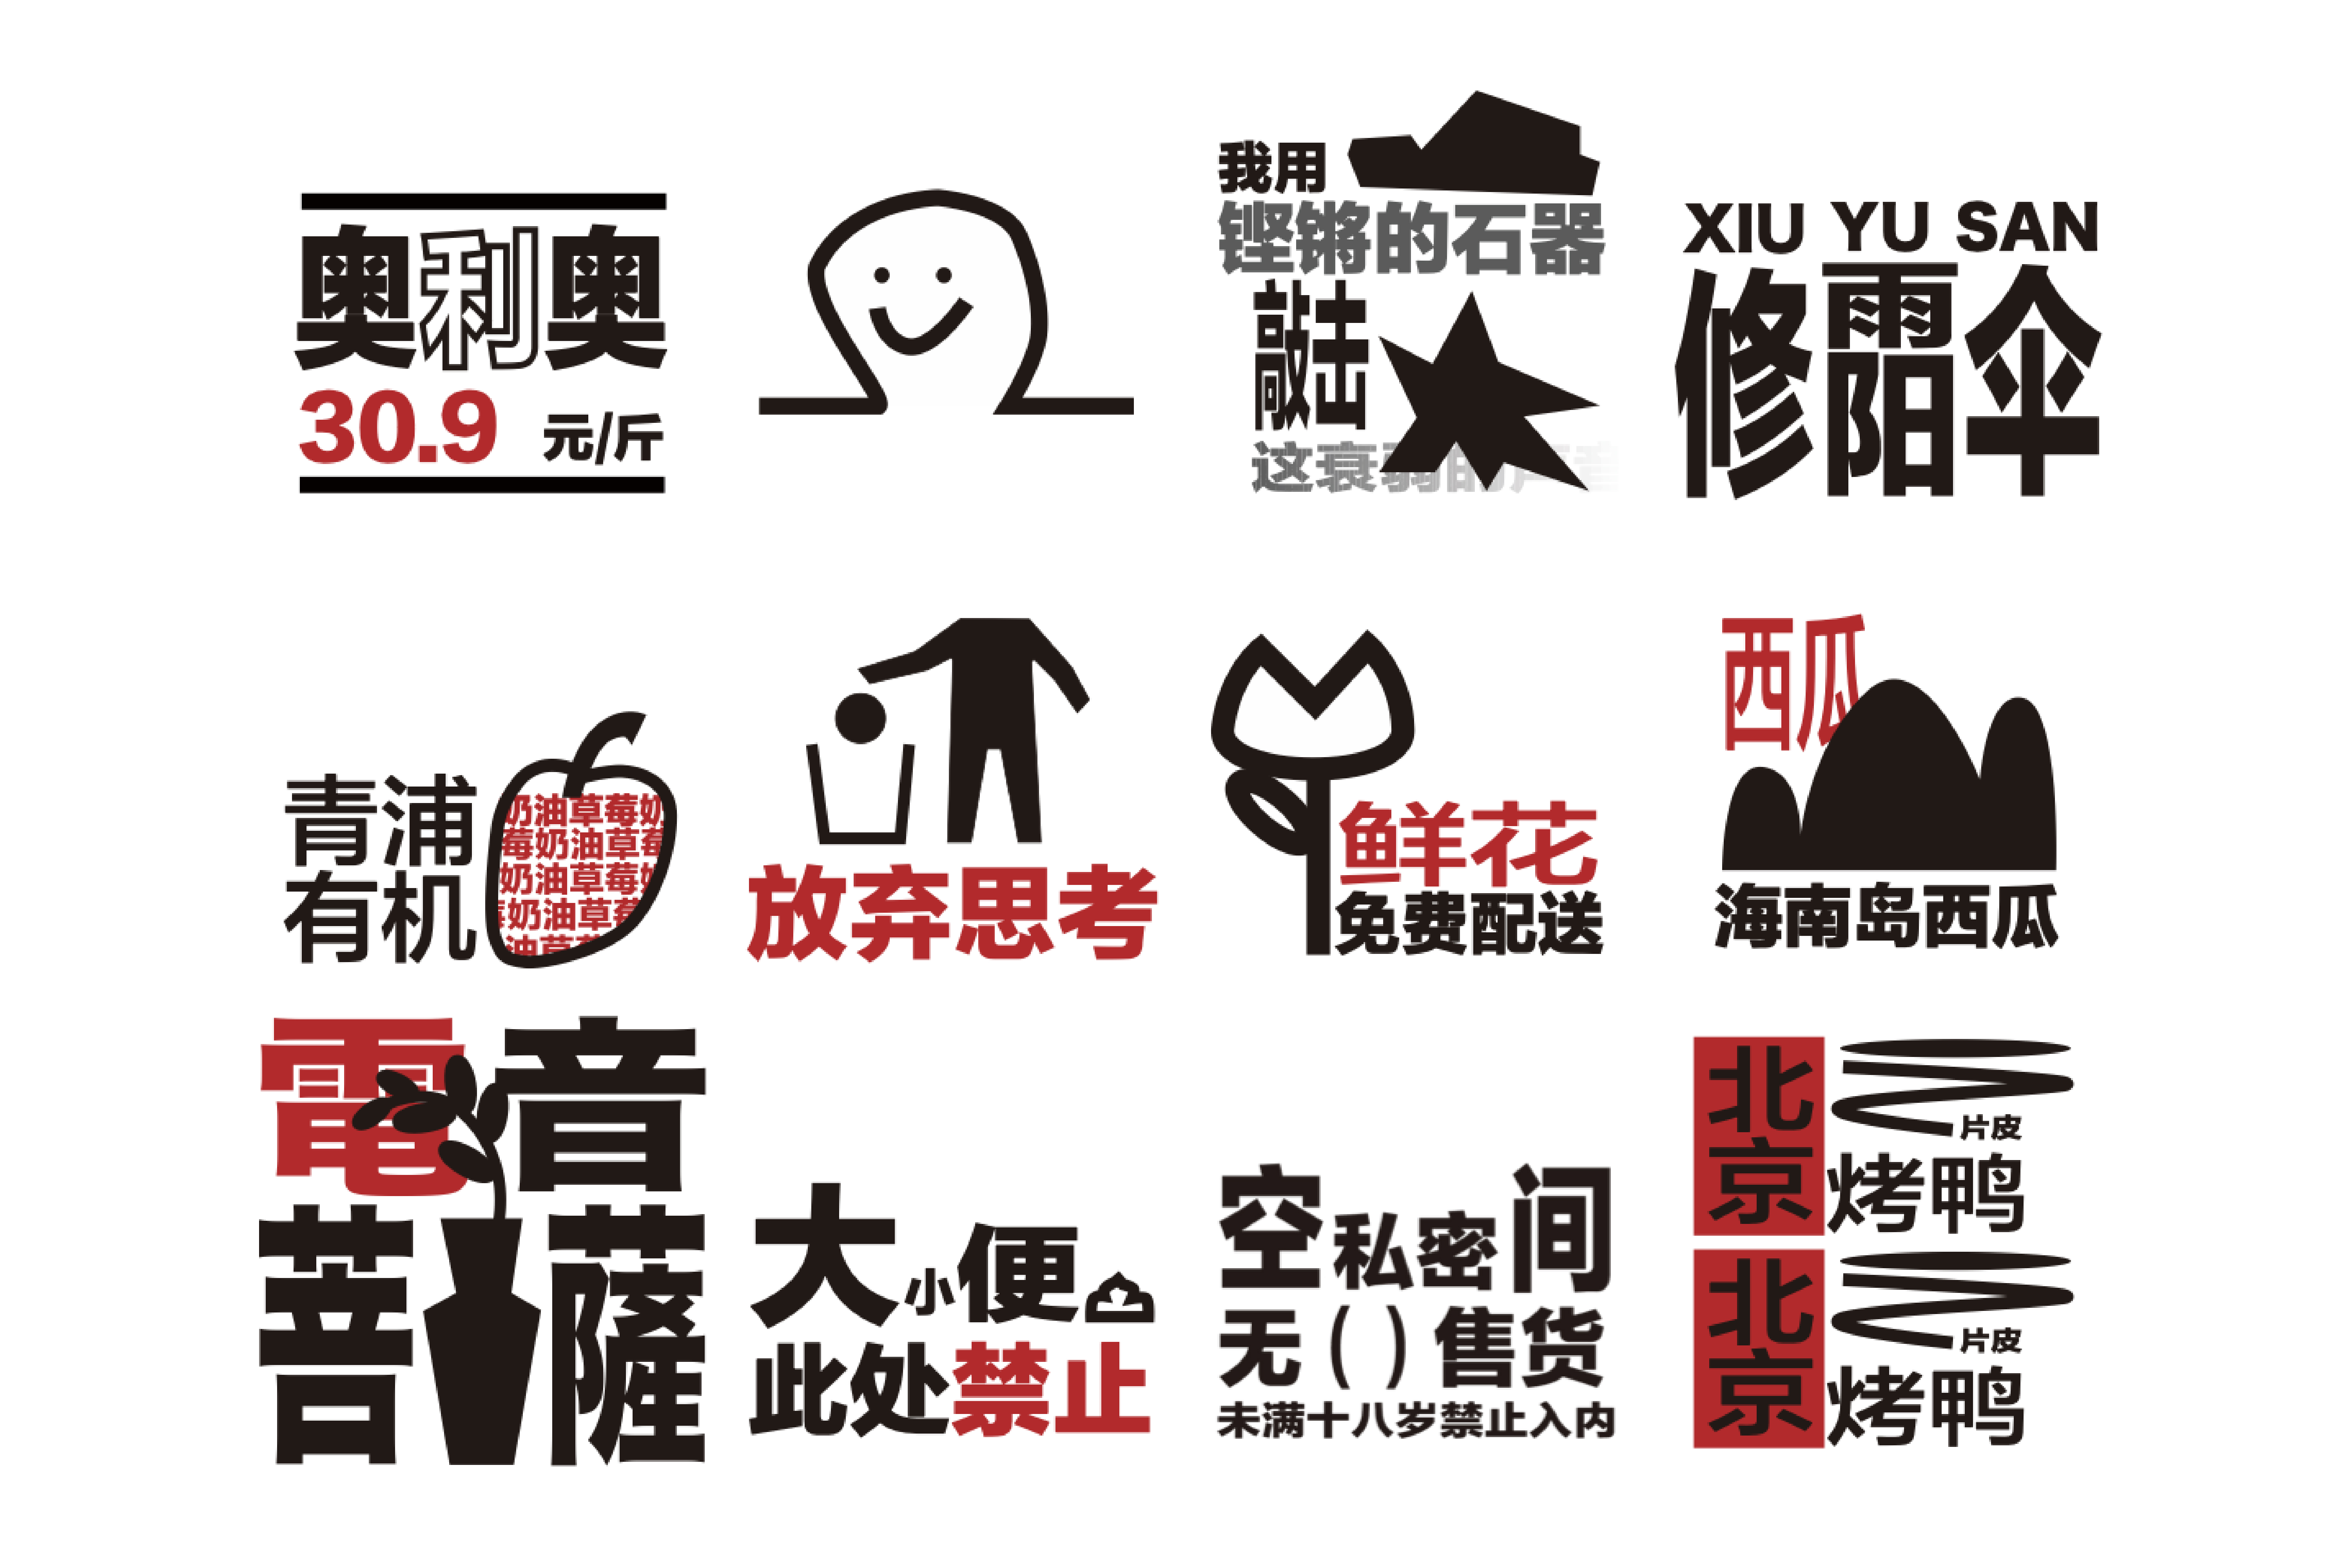 奥利奥
30.9 元/斤
我用
铿锵的石器
敲击
这衰弱的声音
XIU YU SAN
修雨阳伞
青浦
有机
奶油草莓奶
莓奶油草莓
奶油草莓奶
莓奶油草莓
油草莓
放弃思考
鲜花
免费配送
西瓜
海南岛西瓜
電音
菩薩
大小便
此处禁止
空私密间
无()售货
未满十八岁禁止入内
北京
片皮
烤鸭
北京
片皮
烤鸭